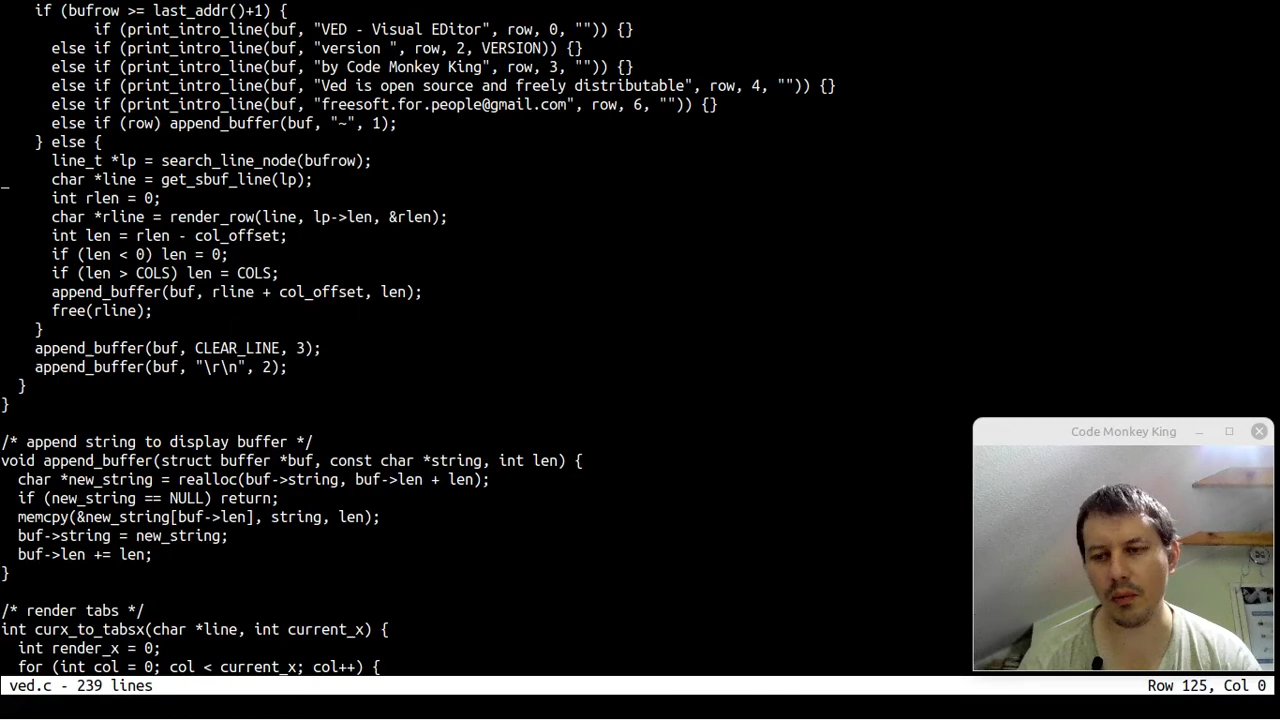 if (bufrow >= last_addr()+1) {
           if (print_intro_line(buf, "VED - Visual EDitor", row, 0, "")) {}
      else if (print_intro_line(buf, "version ", row, 2, VERSION)) {}
      else if (print_intro_line(buf, "by Code Monkey King", row, 3, "")) {}
      else if (print_intro_line(buf, "Ved is open source and freely distributable", row, 4, "")) {}
      else if (print_intro_line(buf, "freesoft.for.people@gmail.com", row, 6, "")) {}
      else if (row) append_buffer(buf, "~", 1);
    } else {
      line_t *lp = search_line_node(bufrow);
      char *line = get_sbuf_line(lp);
      int rlen = 0;
      char *rline = render_row(line, lp->len, &rlen);
      int len = rlen - col_offset;
      if (len < 0) len = 0;
      if (len > COLS) len = COLS;
      append_buffer(buf, rline + col_offset, len);
      free(rline);
    }
    append_buffer(buf, CLEAR_LINE, 3);
    append_buffer(buf, "\r\n", 2);
  }
}
/* append string to display buffer */
void append_buffer(struct buffer *buf, const char *string, int len) {
  char *new_string = realloc(buf->string, buf->len + len);
  if (new_string == NULL) return;
  memcpy(&new_string[buf->len], string, len);
  buf->string = new_string;
  buf->len += len;
}
/* render tabs */
int curx_to_tabsx(char *line, int current_x) {
  int render_x = 0;
  for (int col = 0; col < current_x; col++) {
Code Monkey King
ved.c - 239 lines
Row 125, Col 0